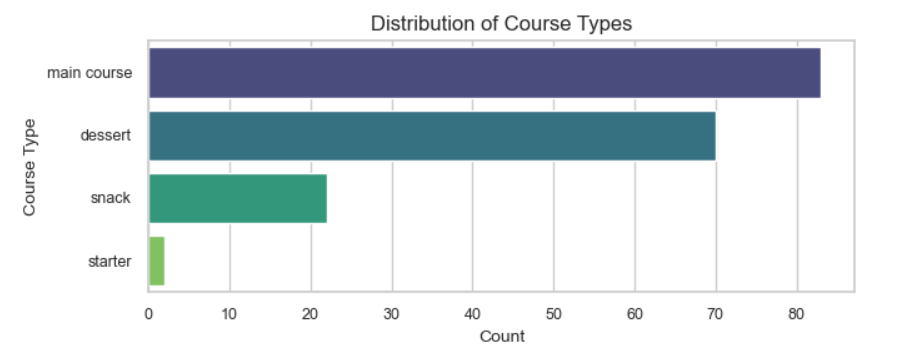 Distribution of Course Types
Course Type
main course
dessert
snack
starter
0 10 20 30 40 50 60 70 80
Count